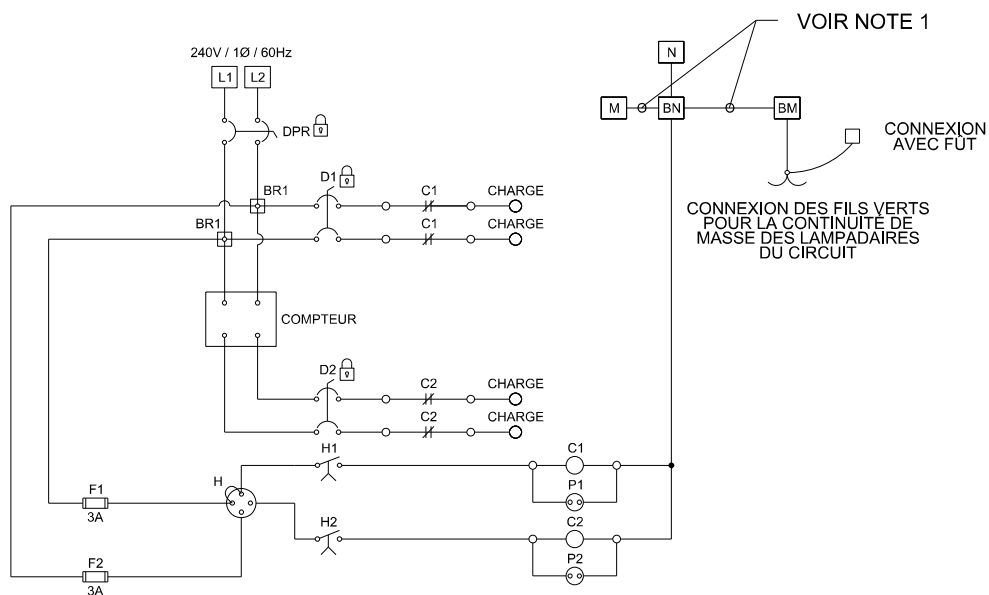 VOIR NOTE 1
240V / 1Ø / 60Hz
L1
L2
N
M
BN
BM
DPR
CONNEXION
AVEC FÛT
D1
BR1
C1
CHARGE
BR1
C1
CHARGE
CONNEXION DES FILS VERTS
POUR LA CONTINUITÉ DE
MASSE DES LAMPADAIRES
DU CIRCUIT
COMPTEUR
D2
C2
CHARGE
C2
CHARGE
H1
C1
H
F1
3A
P1
H2
C2
F2
3A
P2